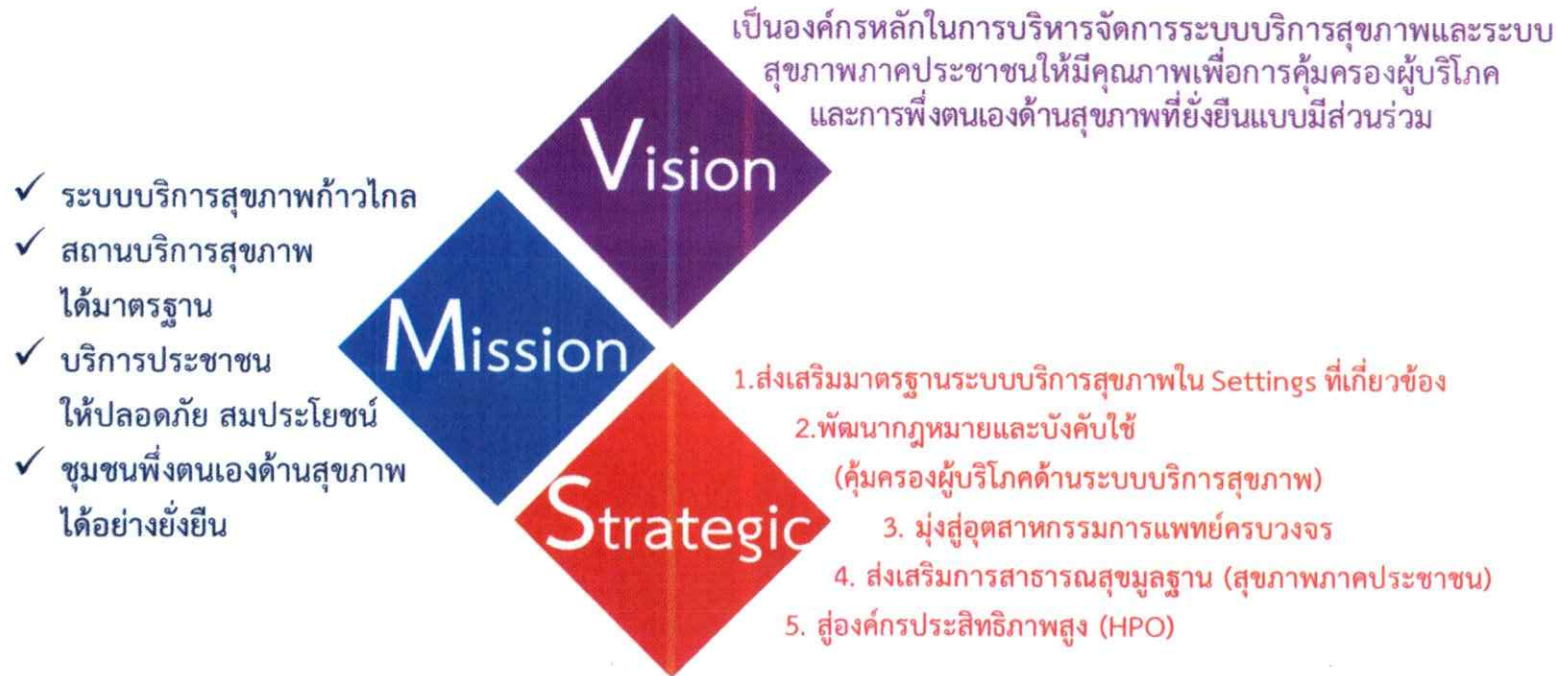 เป็นองค์กรหลักในการบริหารจัดการระบบบริการสุขภาพและระบบ
สุขภาพภาคประชาชนให้มีคุณภาพเพื่อการคุ้มครองผู้บริโภค
และการพึ่งตนเองด้านสุขภาพที่ยั่งยืนแบบมีส่วนร่วม
Vision
✓ ระบบบริการสุขภาพก้าวไกล
✓ สถานบริการสุขภาพ
ได้มาตรฐาน
✓ บริการประชาชน
ให้ปลอดภัย สมประโยชน์
✓ ชุมชนพึ่งตนเองด้านสุขภาพ
ได้อย่างยั่งยืน
Mission
Strategic
1.ส่งเสริมมาตรฐานระบบบริการสุขภาพใน Settings ที่เกี่ยวข้อง
2.พัฒนากฎหมายและบังคับใช้
(คุ้มครองผู้บริโภคด้านระบบบริการสุขภาพ)
3. มุ่งสู่อุตสาหกรรมการแพทย์ครบวงจร
4. ส่งเสริมการสาธารณสุขมูลฐาน (สุขภาพภาคประชาชน)
5. สู่องค์กรประสิทธิภาพสูง (HPO)